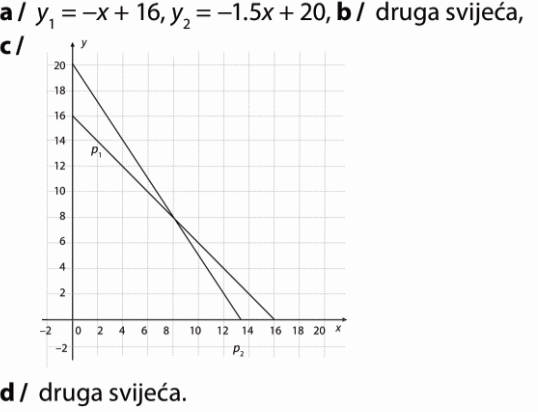 a / y₁ = −x + 16, y₂ = −1.5x + 20, b / druga svijeća,
c /
y
20
18
16
14
p₁
12
10
8
6
4
2
−2 0 2 4 6 8 10 12 14 16 18 20 x
−2
p₂
d / druga svijeća.